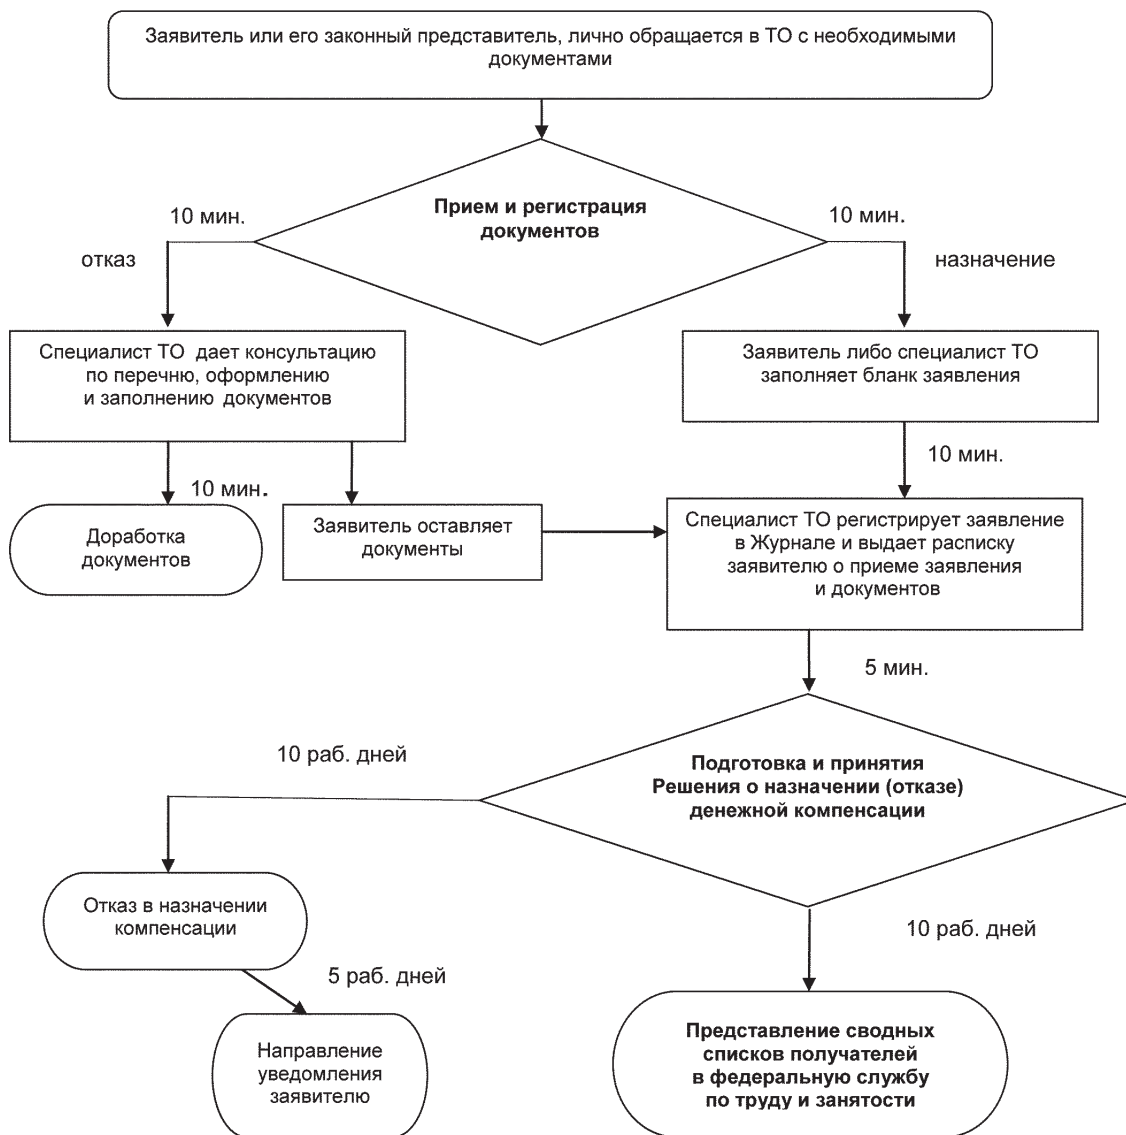 Заявитель или его законный представитель, лично обращается в ТО с необходимыми
документами
Прием и регистрация
документов
10 мин.
10 мин.
отказ
назначение
Специалист ТО дает консультацию
по перечню, оформлению
и заполнению документов
Заявитель либо специалист ТО
заполняет бланк заявления
10 мин.
10 мин.
Доработка
документов
Заявитель оставляет
документы
Специалист ТО регистрирует заявление
в Журнале и выдает расписку
заявителю о приеме заявления
и документов
5 мин.
10 раб. дней
Подготовка и принятия
Решения о назначении (отказе)
денежной компенсации
Отказ в назначении
компенсации
10 раб. дней
5 раб. дней
Направление
уведомления
заявителю
Представление сводных
списков получателей
в федеральную службу
по труду и занятости